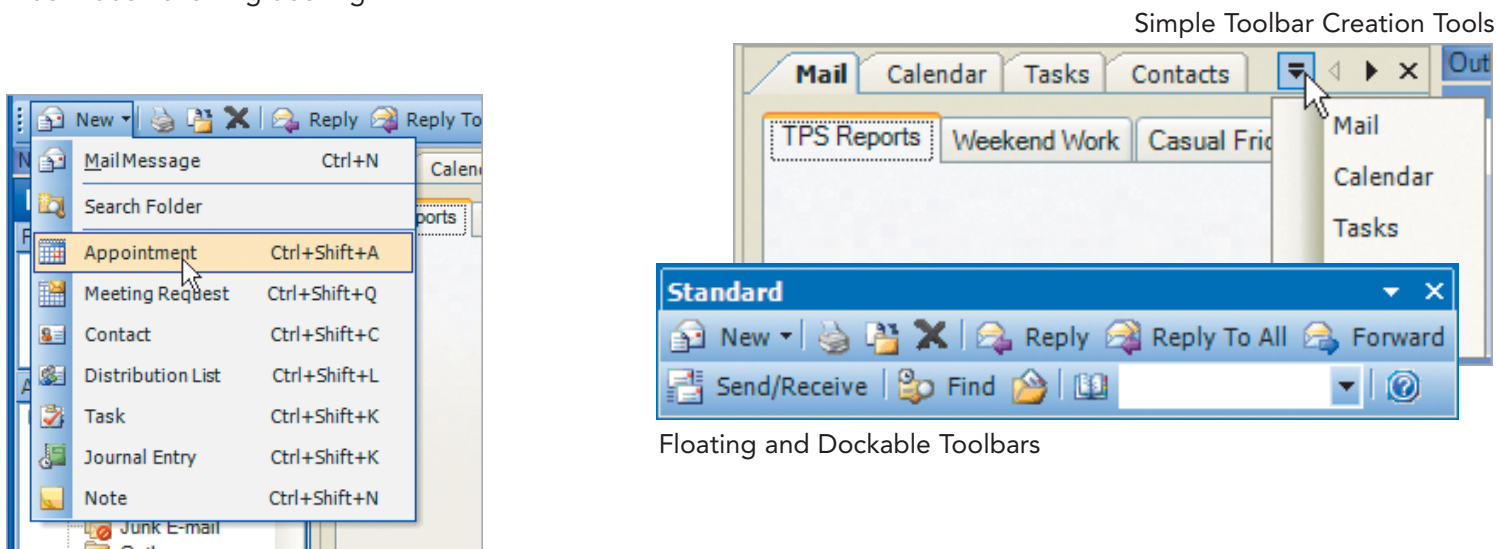 Simple Toolbar Creation Tools
New
Reply
Reply To
Mail Message Ctrl+N
Search Folder
Appointment Ctrl+Shift+A
Meeting Request Ctrl+Shift+Q
Contact Ctrl+Shift+C
Distribution List Ctrl+Shift+L
Task Ctrl+Shift+K
Journal Entry Ctrl+Shift+K
Note Ctrl+Shift+N
Junk E-mail
Mail Calendar Tasks Contacts
TPS Reports Weekend Work Casual
Mail
Calendar
Tasks
Standard
New Reply Reply To All Forward
Send/Receive Find
Floating and Dockable Toolbars